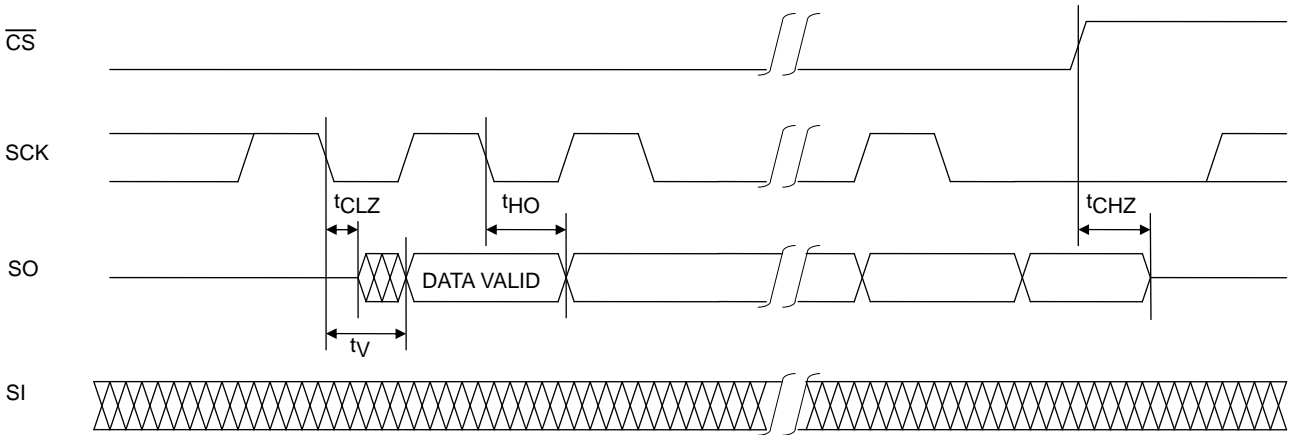 CS
SCK
tCLZ
tHO
tCHZ
SO
DATA VALID
tV
SI